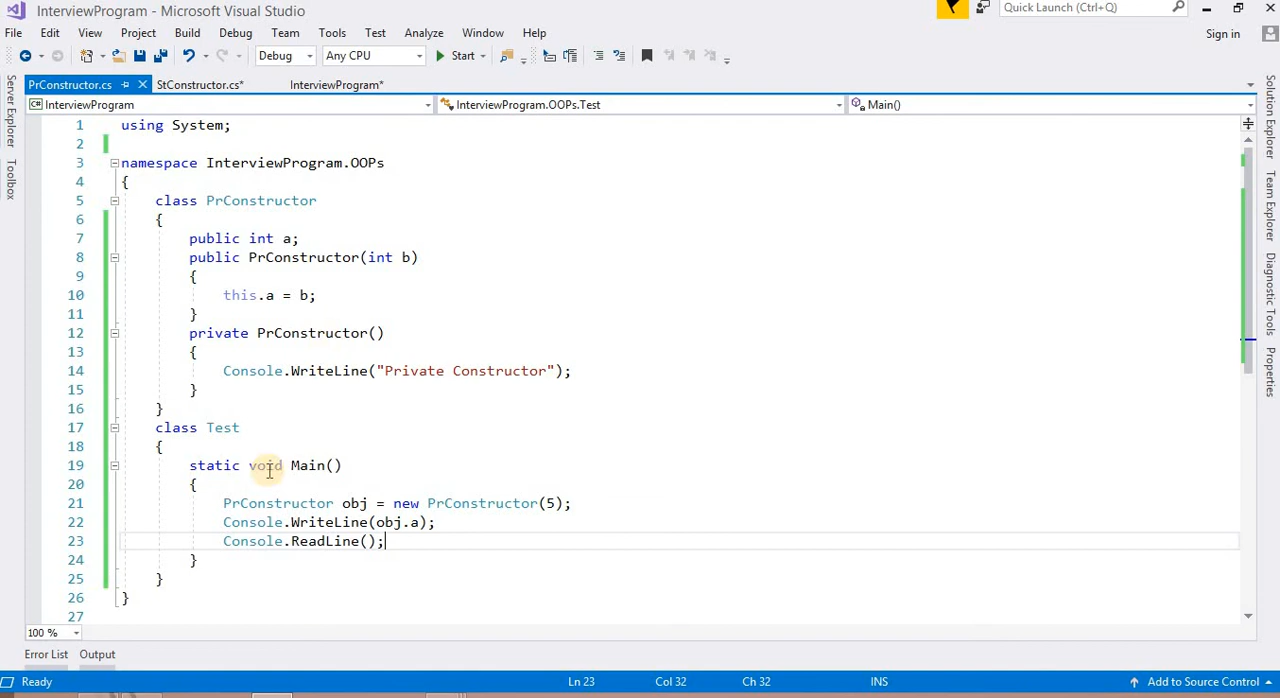 InterviewProgram - Microsoft Visual Studio
Quick Launch (Ctrl+Q)
File Edit View Project Build Debug Team Tools Test Analyze Window Help
Sign in
Debug Any CPU Start
PrConstructor.cs StConstructor.cs* InterviewProgram*
InterviewProgram InterviewProgram.OOPs.Test Main()
Server Explorer
Toolbox
1 using System;
2
3 namespace InterviewProgram.OOPs
4 {
5 class PrConstructor
6 {
7 public int a;
8 public PrConstructor(int b)
9 {
10 this.a = b;
11 }
12 private PrConstructor()
13 {
14 Console.WriteLine("Private Constructor");
15 }
16 }
17 class Test
18 {
19 static void Main()
20 {
21 PrConstructor obj = new PrConstructor(5);
22 Console.WriteLine(obj.a);
23 Console.ReadLine();
24 }
25 }
26 }
27
Solution Explorer
Team Explorer
Diagnostic Tools
Properties
100 %
Error List Output
Ready Ln 23 Col 32 Ch 32 INS Add to Source Control